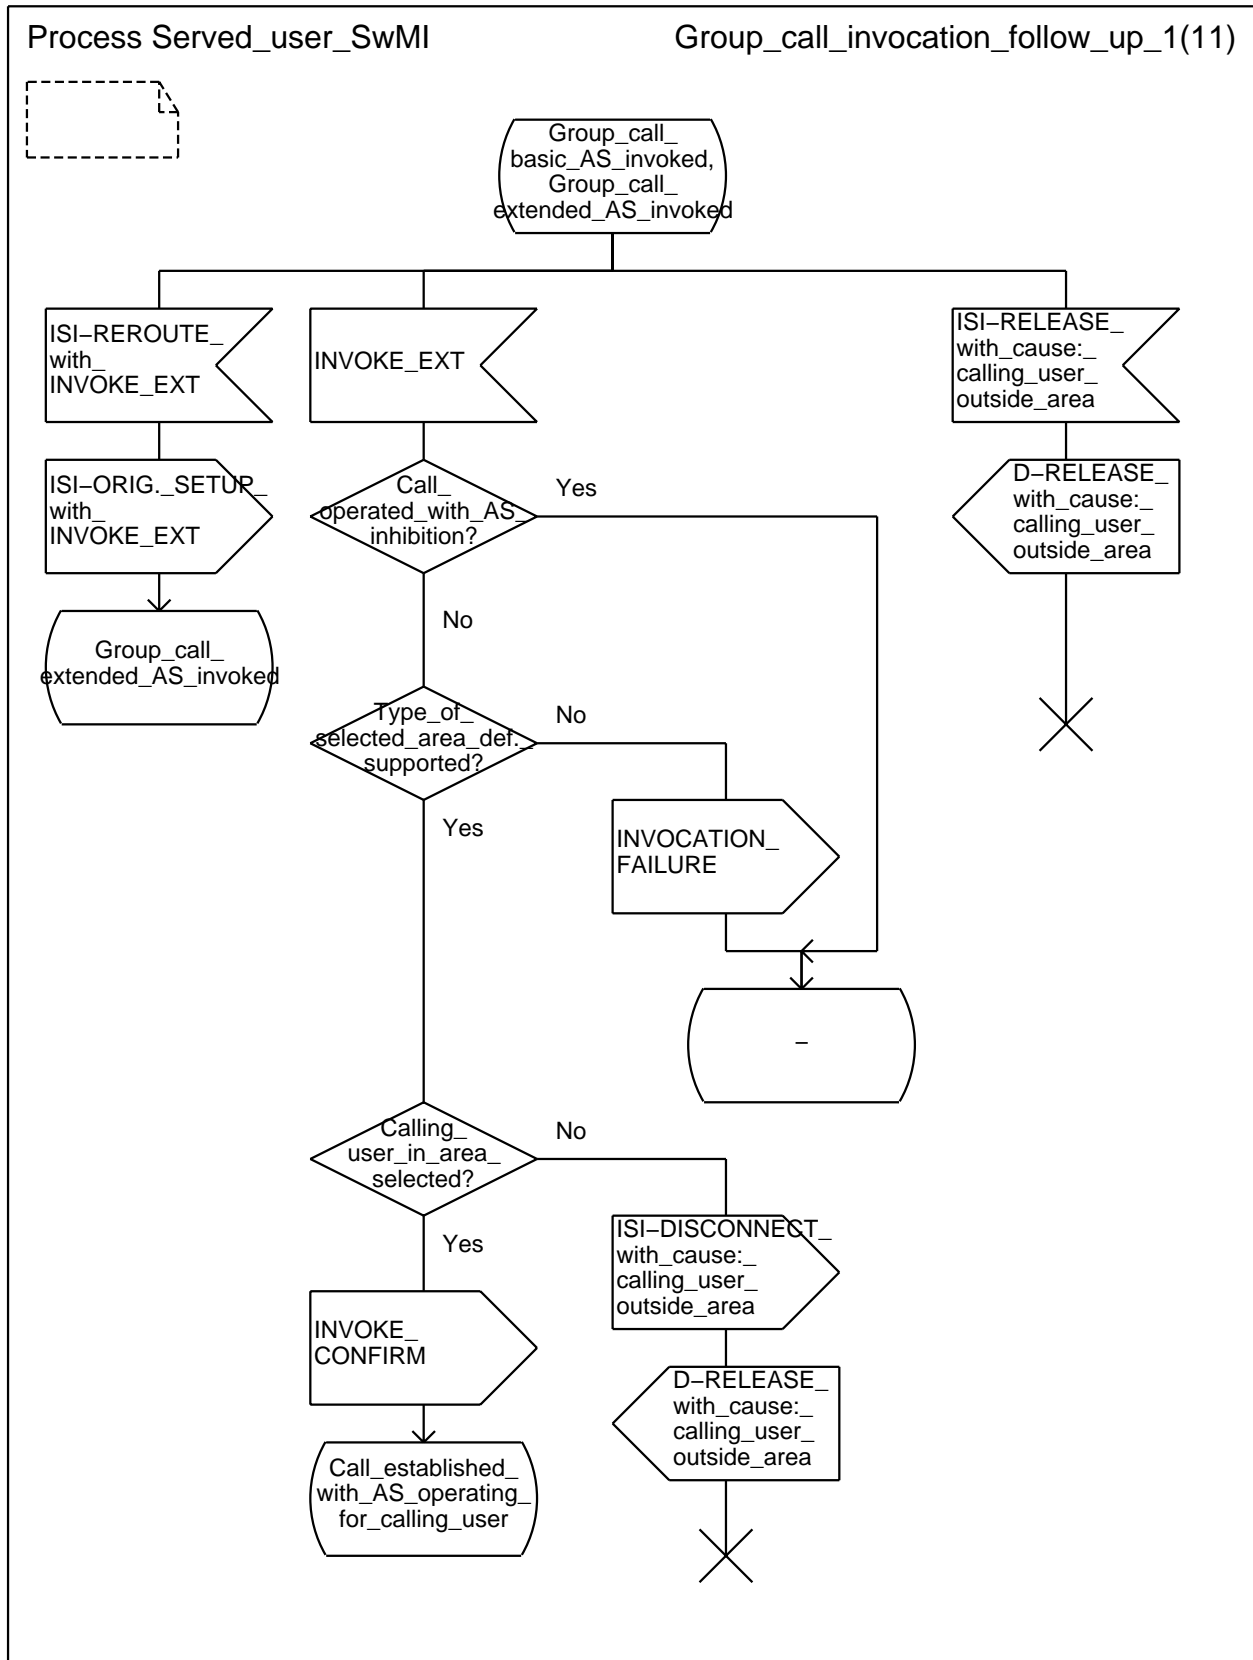 Process Served_user_SwMI
Group_call_invocation_follow_up_1(11)
Group_call_
basic_AS_invoked,
Group_call_
extended_AS_invoked
ISI–REROUTE_
with_
INVOKE_EXT
INVOKE_EXT
ISI–RELEASE_
with_cause:_
calling_user_
outside_area
ISI–ORIG._SETUP_
with_
INVOKE_EXT
Call_
operated_with_AS_
inhibition?
Yes
D–RELEASE_
with_cause:_
calling_user_
outside_area
No
Group_call_
extended_AS_invoked
Type_of_
selected_area_def._
supported?
No
Yes
INVOCATION_
FAILURE
–
Calling_
user_in_area_
selected?
No
Yes
ISI–DISCONNECT_
with_cause:_
calling_user_
outside_area
INVOKE_
CONFIRM
D–RELEASE_
with_cause:_
calling_user_
outside_area
Call_established_
with_AS_operating_
for_calling_user